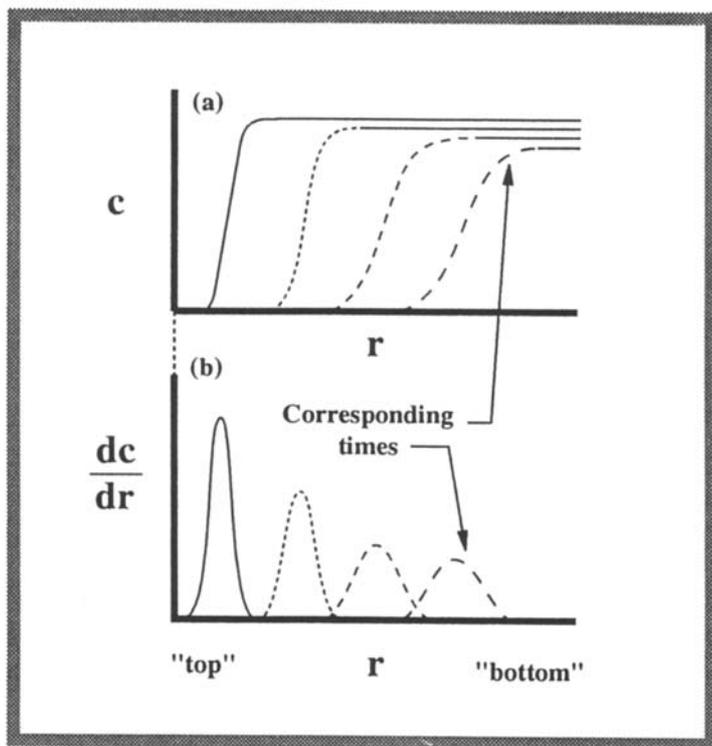 (a)
c
r
(b)
Corresponding
times
dc
dr
"top"
r
"bottom"